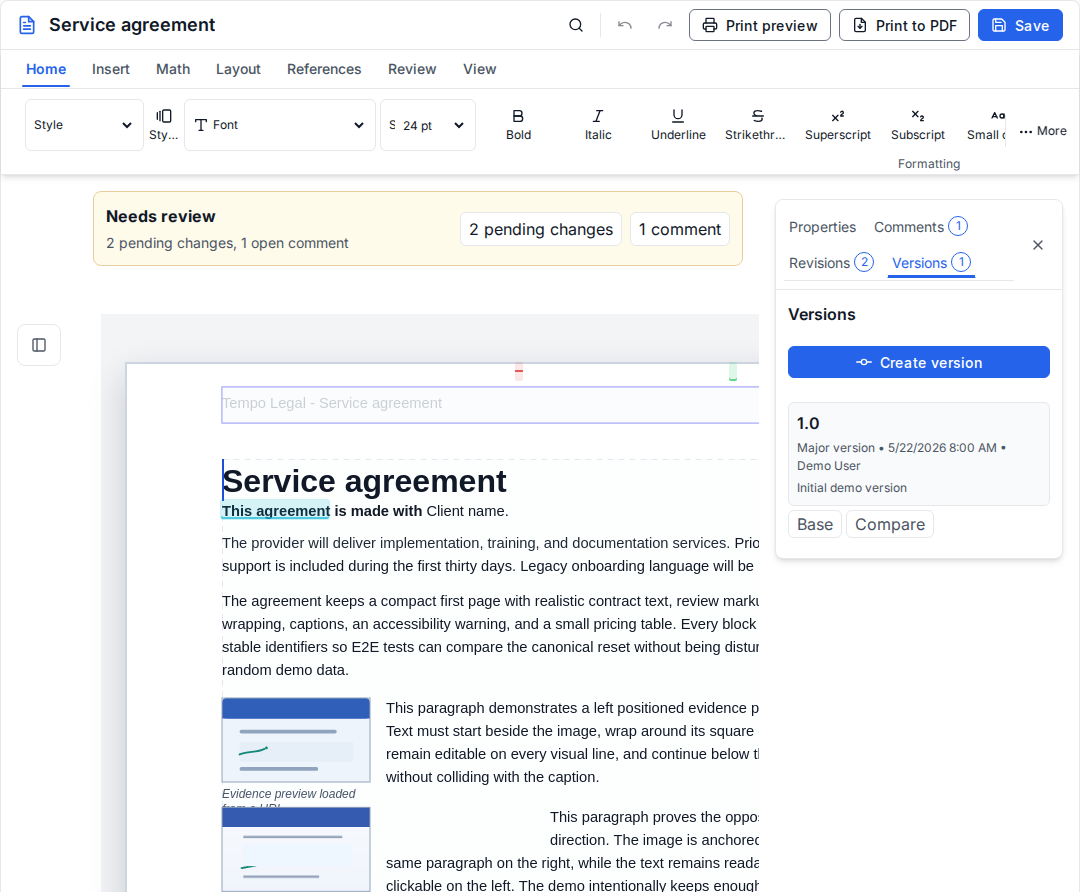 Service agreement
Print preview
Print to PDF
Save
Home Insert Math Layout References Review View
Style
Sty...
Font
S 24 pt
Bold
Italic
Underline
Strikethr...
Superscript
Subscript
Small c
... More
Formatting
Needs review
2 pending changes, 1 open comment
2 pending changes
1 comment
Properties
Comments 1
Revisions 2
Versions 1
Versions
Create version
1.0
Major version • 5/22/2026 8:00 AM •
Demo User
Initial demo version
Base
Compare
Tempo Legal - Service agreement
Service agreement
This agreement is made with Client name.
The provider will deliver implementation, training, and documentation services. Prio
support is included during the first thirty days. Legacy onboarding language will be
The agreement keeps a compact first page with realistic contract text, review marku
wrapping, captions, an accessibility warning, and a small pricing table. Every block
stable identifiers so E2E tests can compare the canonical reset without being distur
random demo data.
This paragraph demonstrates a left positioned evidence p
Text must start beside the image, wrap around its square
remain editable on every visual line, and continue below th
without colliding with the caption.
Evidence preview loaded
from a URL
This paragraph proves the oppos
direction. The image is anchored
same paragraph on the right, while the text remains reada
clickable on the left. The demo intentionally keeps enough